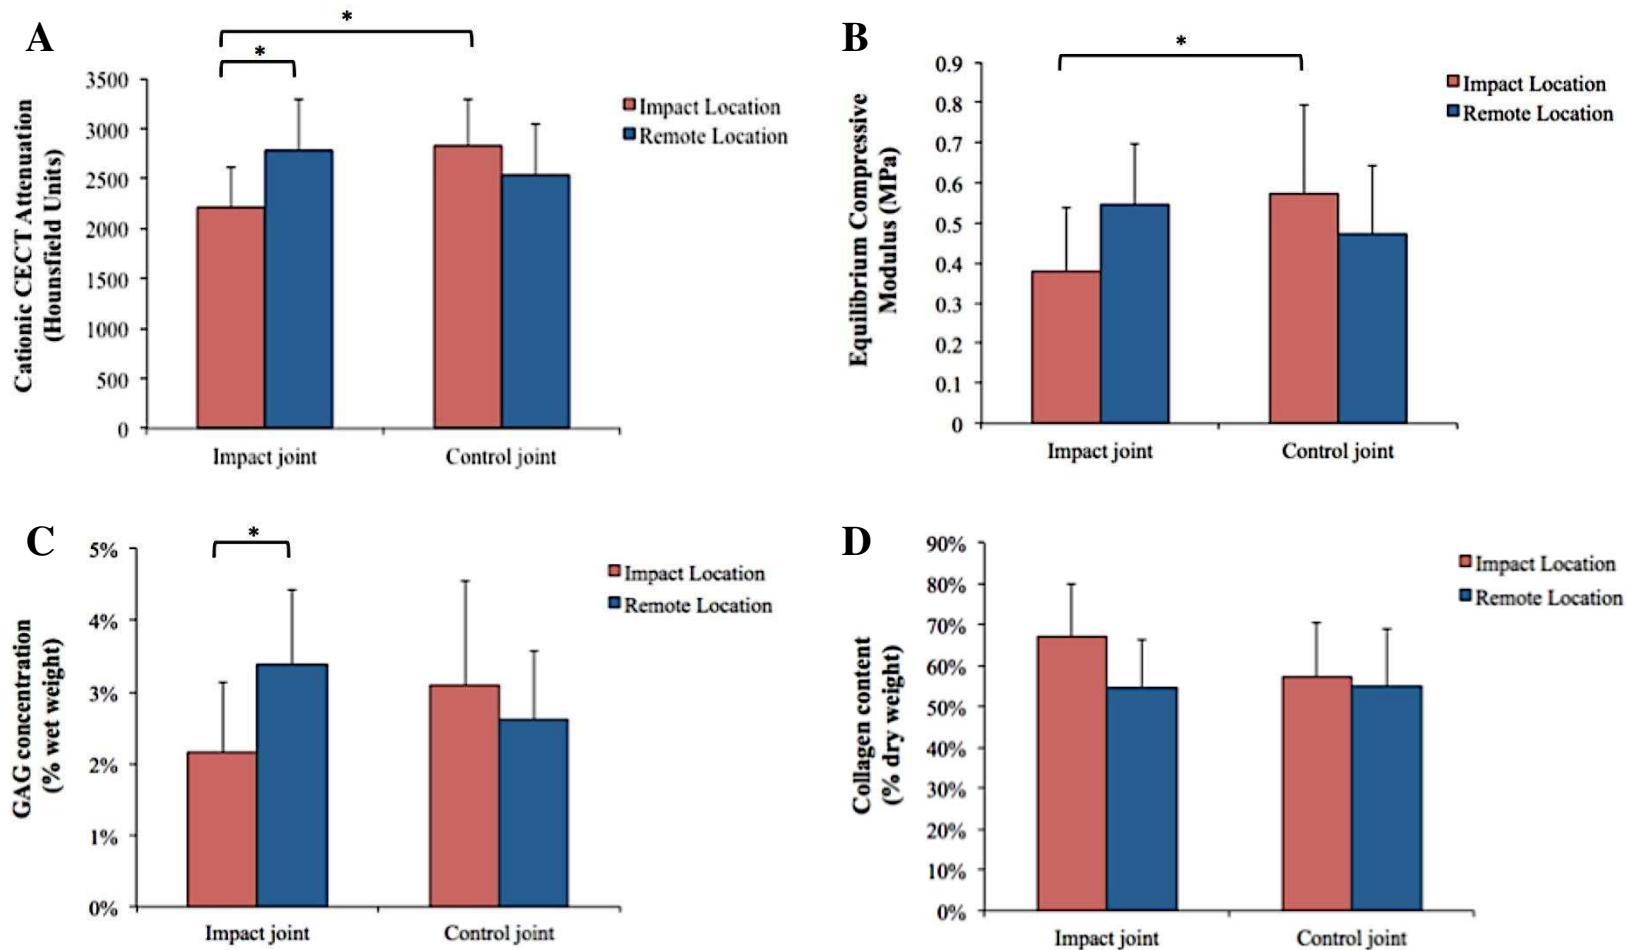 A
*
*
Cationic CECT Attenuation
(Hounsfield Units)
3500
3000
2500
2000
1500
1000
500
0
Impact joint
Control joint
Impact Location
Remote Location
B
*
Equilibrium Compressive
Modulus (MPa)
0.9
0.8
0.7
0.6
0.5
0.4
0.3
0.2
0.1
0
Impact joint
Control joint
Impact Location
Remote Location
C
*
GAG concentration
(% wet weight)
5%
4%
3%
2%
1%
0%
Impact joint
Control joint
Impact Location
Remote Location
D
Collagen content
(% dry weight)
90%
80%
70%
60%
50%
40%
30%
20%
10%
0%
Impact joint
Control joint
Impact Location
Remote Location